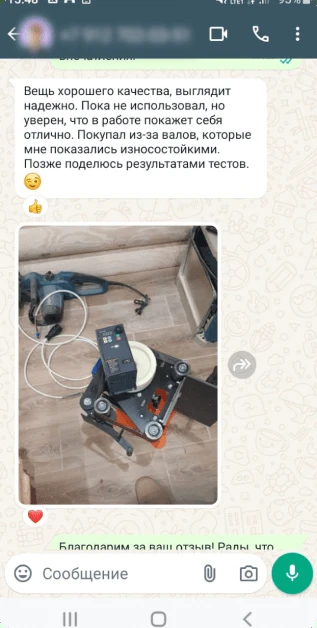 Вещь хорошего качества, выглядит
надежно. Пока не использовал, но
уверен, что в работе покажет себя
отлично. Покупал из-за валов, которые
мне показались износостойкими.
Позже поделюсь результатами тестов.
Благодарим за ваш отзыв! Рады, что
Сообщение